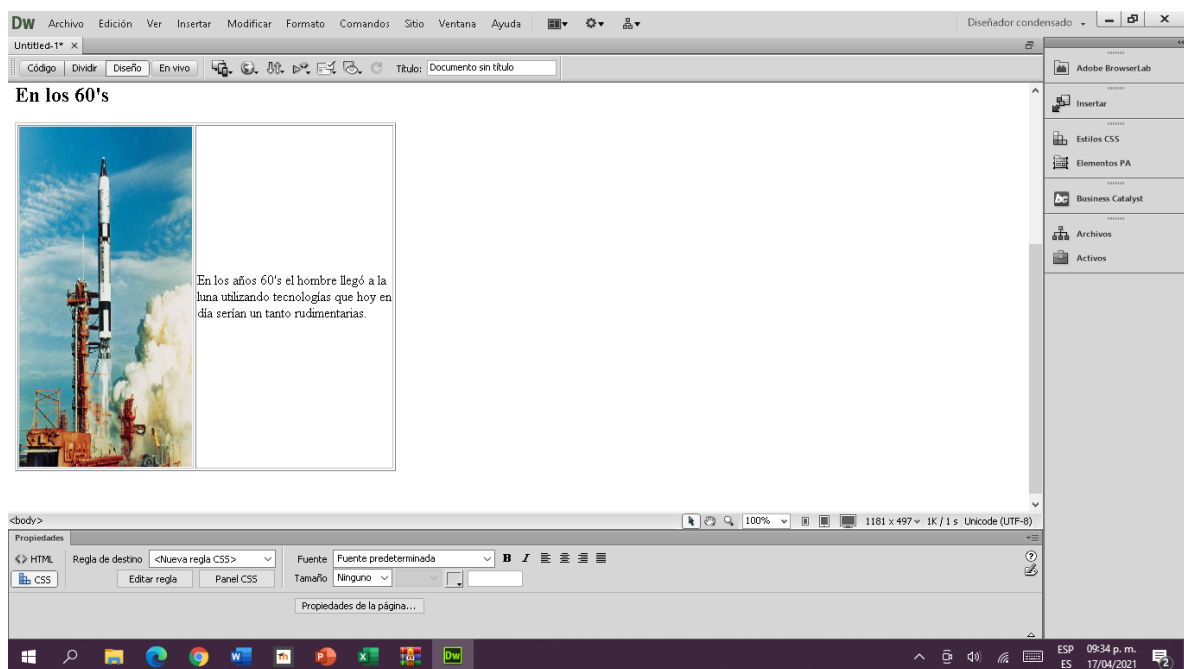 Dw Archivo Edición Ver Insertar Modificar Formato Comandos Sitio Ventana Ayuda Diseñador condensado
Untitled-1* ×
Código Dividir Diseño En vivo Título: Documento sin título
Adobe BrowserLab
Insertar
Estilos CSS
Elementos PA
Business Catalyst
Archivos
Activos
En los 60's
En los años 60's el hombre llegó a la
luna utilizando tecnologías que hoy en
día serían un tanto rudimentarias.
<body> 100% 1181 x 497 1K / 1 s Unicode (UTF-8)
Propiedades
<> HTML Regla de destino <Nueva regla CSS> Fuente Fuente predeterminada B I
CSS Editar regla Panel CSS Tamaño Ninguno
Propiedades de la página...
ESP 09:34 p. m.
ES 17/04/2021 2